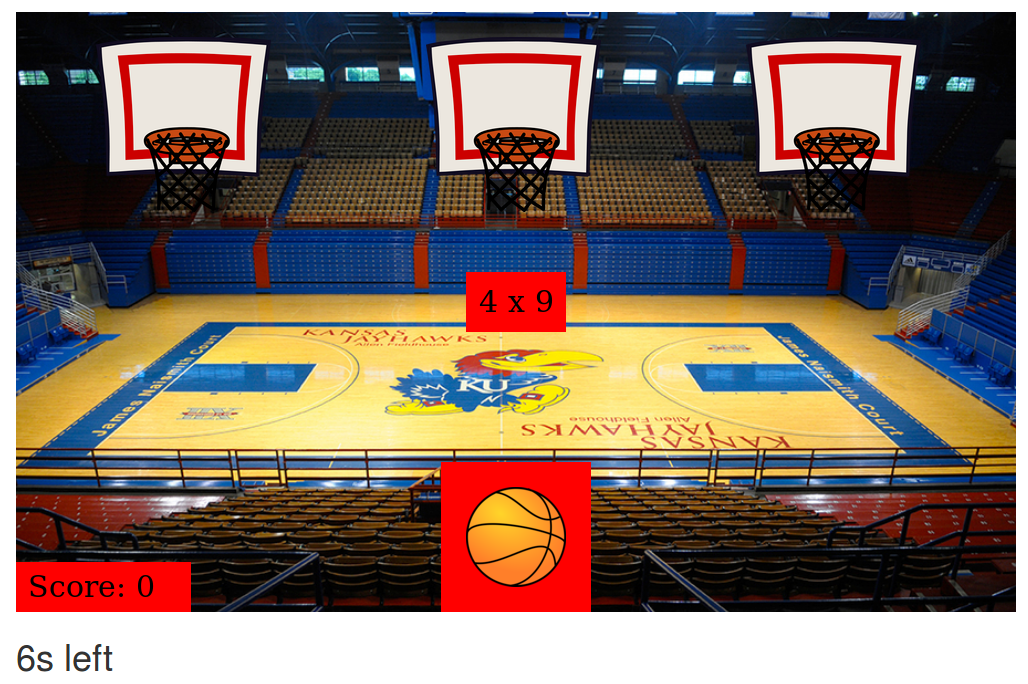 4 x 9
KANSAS
JAYHAWKS
Allen Fieldhouse
James Naismith Court
James Naismith Court
KU
Allen Fieldhouse
JAYHAWKS
KANSAS
Score: 0
6s left